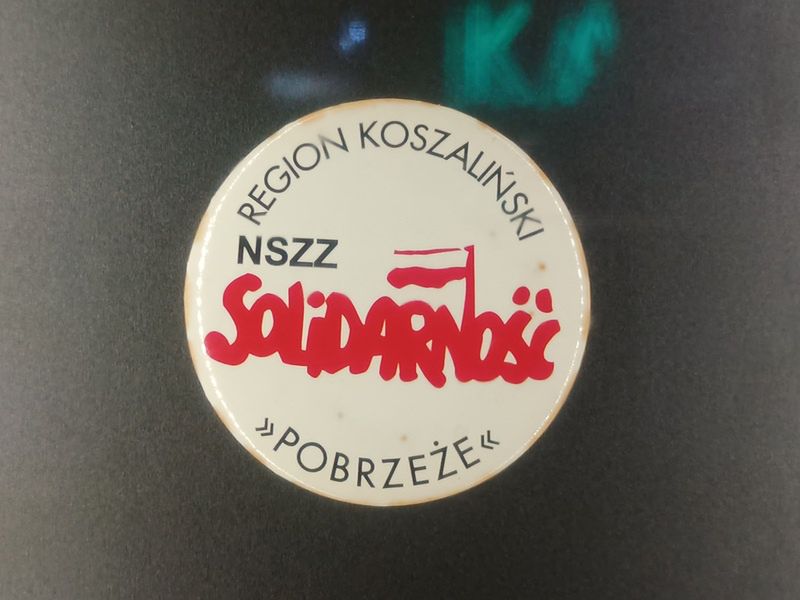 REGION KOSZALIŃSKI
NSZZ
SOLiDARNOŚĆ
»POBRZEŻE«